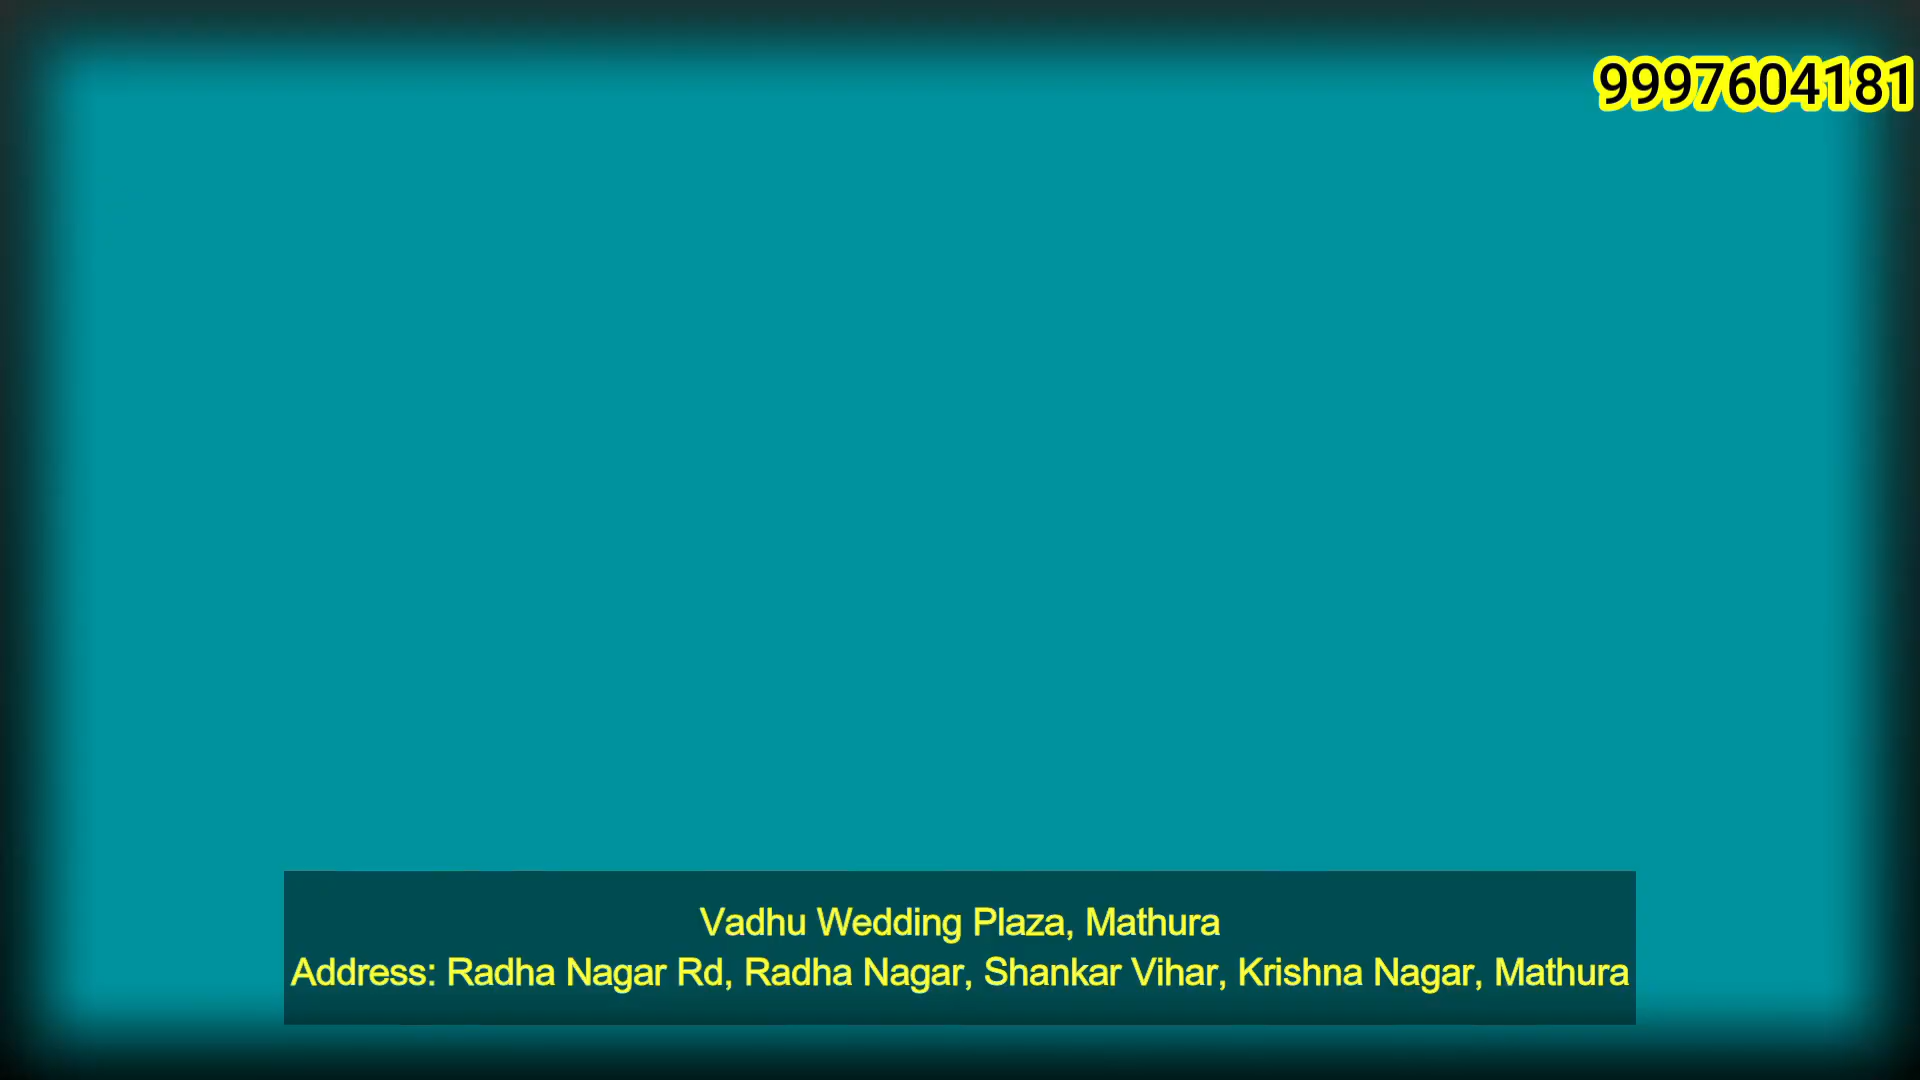 9997604181
Vadhu Wedding Plaza, Mathura
Address: Radha Nagar Rd, Radha Nagar, Shankar Vihar, Krishna Nagar, Mathura